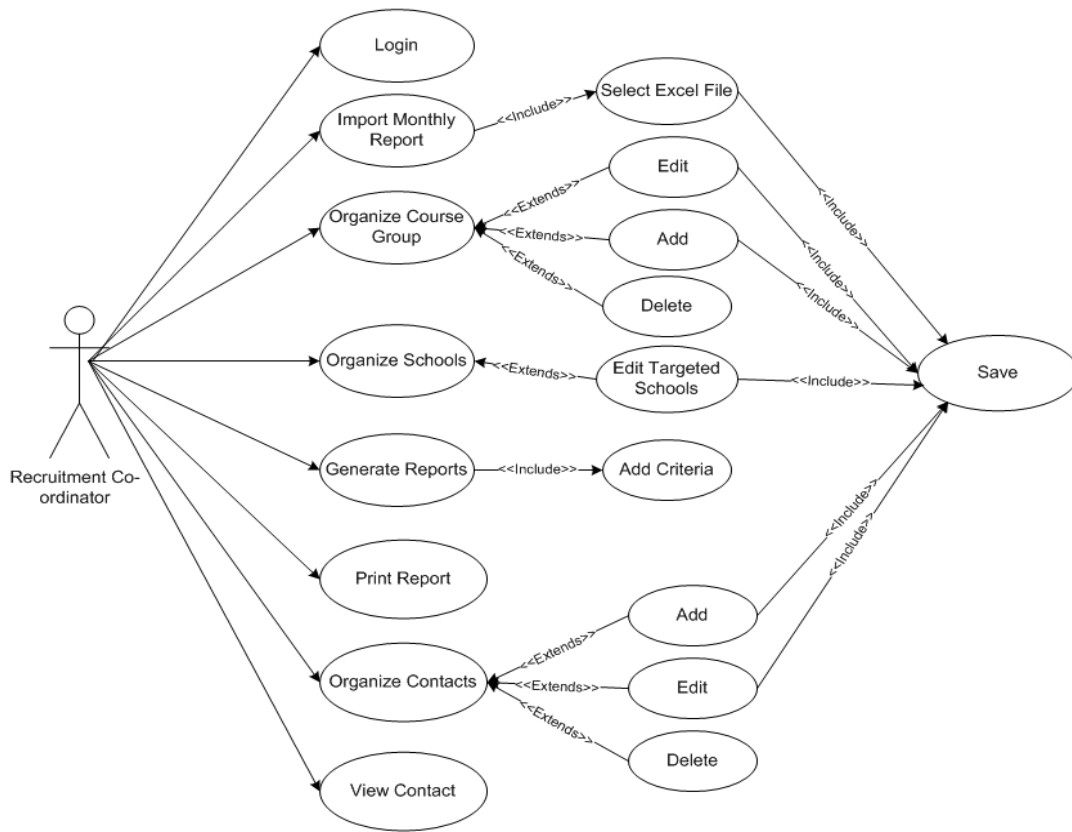 Login
Import Monthly
Report
<<Include>>
Select Excel File
<<Include>>
Organize Course
Group
<<Extends>>
Edit
<<Include>>
<<Extends>>
Add
<<Include>>
<<Extends>>
Delete
Organize Schools
<<Extends>>
Edit Targeted
Schools
<<Include>>
Save
Recruitment Co-
ordinator
Generate Reports
<<Include>>
Add Criteria
Print Report
Organize Contacts
<<Extends>>
Add
<<Include>>
<<Extends>>
Edit
<<Include>>
<<Extends>>
Delete
View Contact